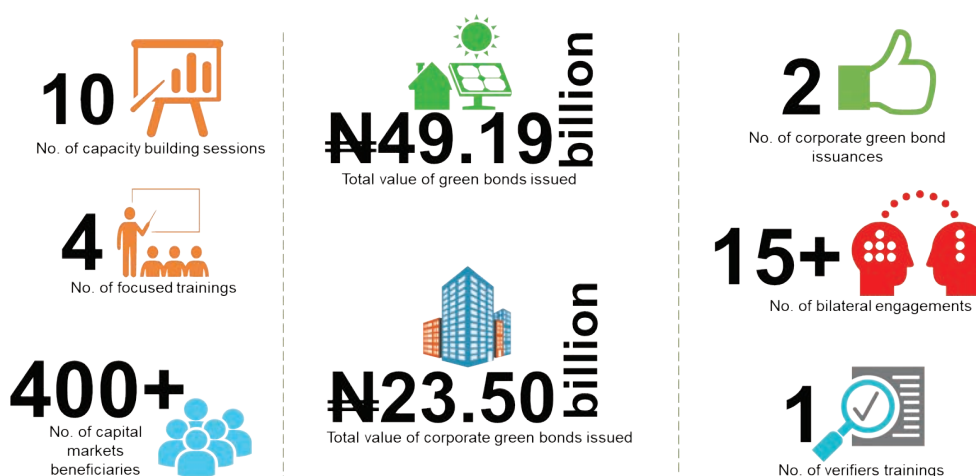 10
No. of capacity building sessions
4
No. of focused trainings
400+
No. of capital
markets
beneficiaries
₦49.19 billion
Total value of green bonds issued
₦23.50 billion
Total value of corporate green bonds issued
2
No. of corporate green bond
issuances
15+
No. of bilateral engagements
1
No. of verifiers trainings